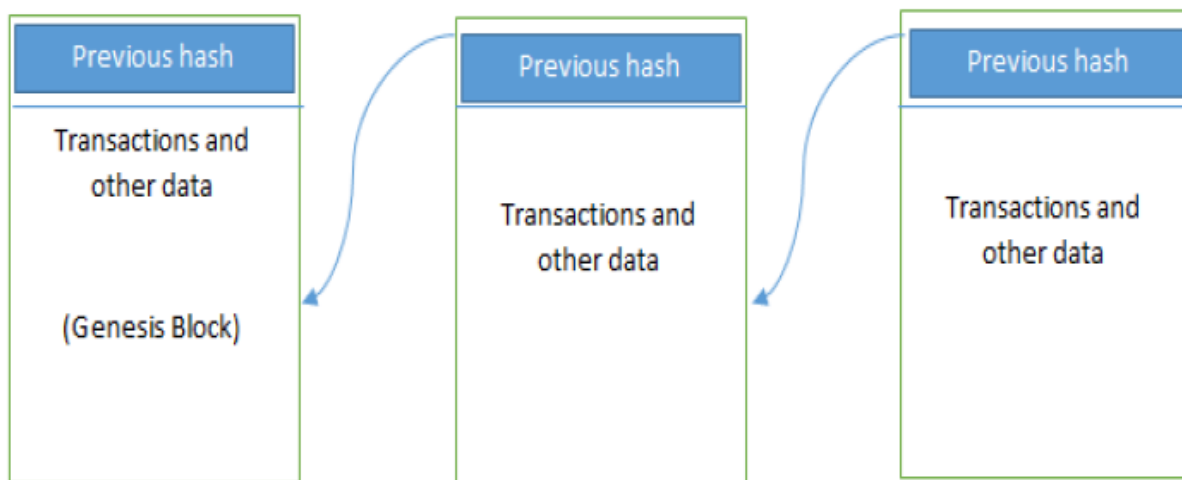 Previous hash
Transactions and
other data
(Genesis Block)
Previous hash
Transactions and
other data
Previous hash
Transactions and
other data